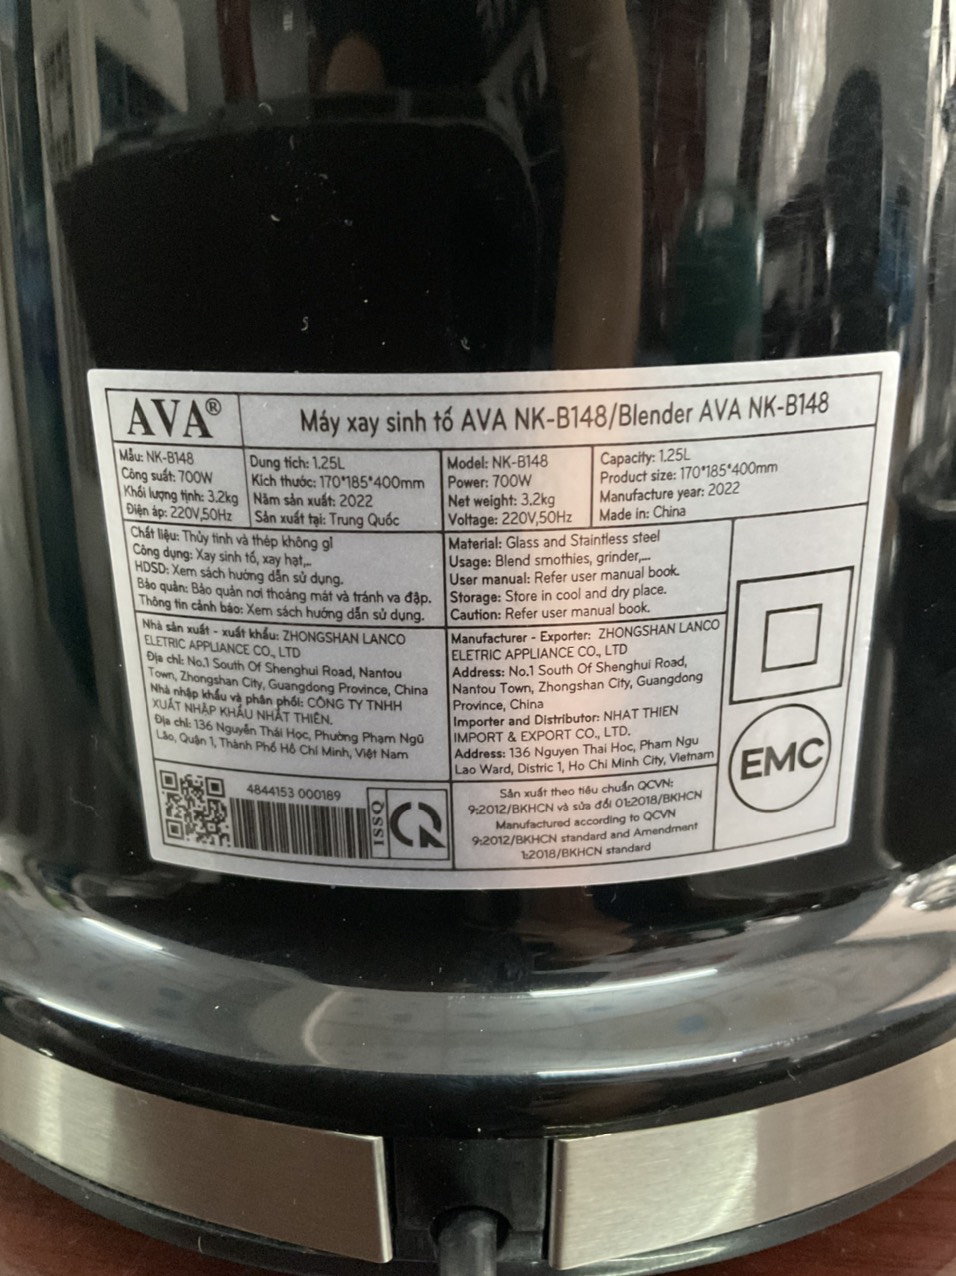 AVA®
Máy xay sinh tố AVA NK-B148/Blender AVA NK-B148
Mẫu: NK-B148
Công suất: 700W
Khối lượng tịnh: 3.2kg
Điện áp: 220V,50Hz
Dung tích: 1.25L
Kích thước: 170*185*400mm
Năm sản xuất: 2022
Sản xuất tại: Trung Quốc
Model: NK-B148
Power: 700W
Net weight: 3.2kg
Voltage: 220V,50Hz
Capacity: 1.25L
Product size: 170*185*400mm
Manufacture year: 2022
Made in: China
Chất liệu: Thủy tinh và thép không gỉ
Công dụng: Xay sinh tố, xay hạt,..
HDSD: Xem sách hướng dẫn sử dụng.
Bảo quản: Bảo quản nơi thoáng mát và tránh va đập.
Thông tin cảnh báo: Xem sách hướng dẫn sử dụng.
Material: Glass and Staintless steel
Usage: Blend smothies, grinder,...
User manual: Refer user manual book.
Storage: Store in cool and dry place.
Caution: Refer user manual book.
Nhà sản xuất - xuất khẩu: ZHONGSHAN LANCO
ELETRIC APPLIANCE CO., LTD
Địa chỉ: No.1 South Of Shenghui Road, Nantou
Town, Zhongshan City, Guangdong Province, China
Nhà nhập khẩu và phân phối: CÔNG TY TNHH
XUẤT NHẬP KHẨU NHẤT THIÊN.
Địa chỉ: 136 Nguyễn Thái Học, Phường Phạm Ngũ
Lão, Quận 1, Thành Phố Hồ Chí Minh, Việt Nam
Manufacturer - Exporter: ZHONGSHAN LANCO
ELETRIC APPLIANCE CO., LTD
Address: No.1 South Of Shenghui Road,
Nantou Town, Zhongshan City, Guangdong
Province, China
Importer and Distributor: NHAT THIEN
IMPORT & EXPORT CO., LTD.
Address: 136 Nguyen Thai Hoc, Pham Ngu
Lao Ward, Distric 1, Ho Chi Minh City, Vietnam
EMC
4844153 000189
ISSQ
CR
Sản xuất theo tiêu chuẩn QCVN:
9:2012/BKHCN và sửa đổi 01:2018/BKHCN
Manufactured according to QCVN
9:2012/BKHCN standard and Amendment
1:2018/BKHCN standard